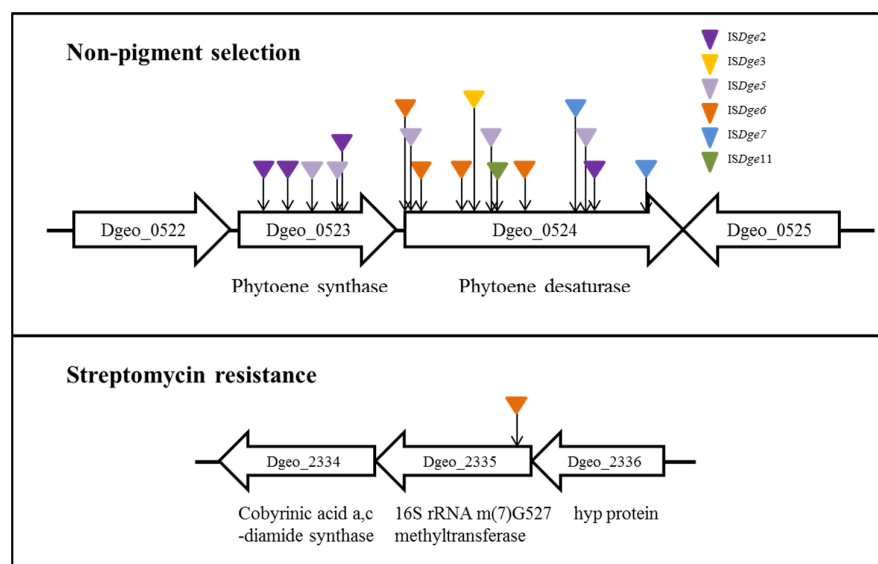 Non-pigment selection
ISDge2
ISDge3
ISDge5
ISDge6
ISDge7
ISDge11
Dgeo_0522
Dgeo_0523
Dgeo_0524
Dgeo_0525
Phytoene synthase
Phytoene desaturase
Streptomycin resistance
Dgeo_2334
Dgeo_2335
Dgeo_2336
Cobyrinic acid a,c
-diamide synthase
16S rRNA m(7)G527
methyltransferase
hyp protein